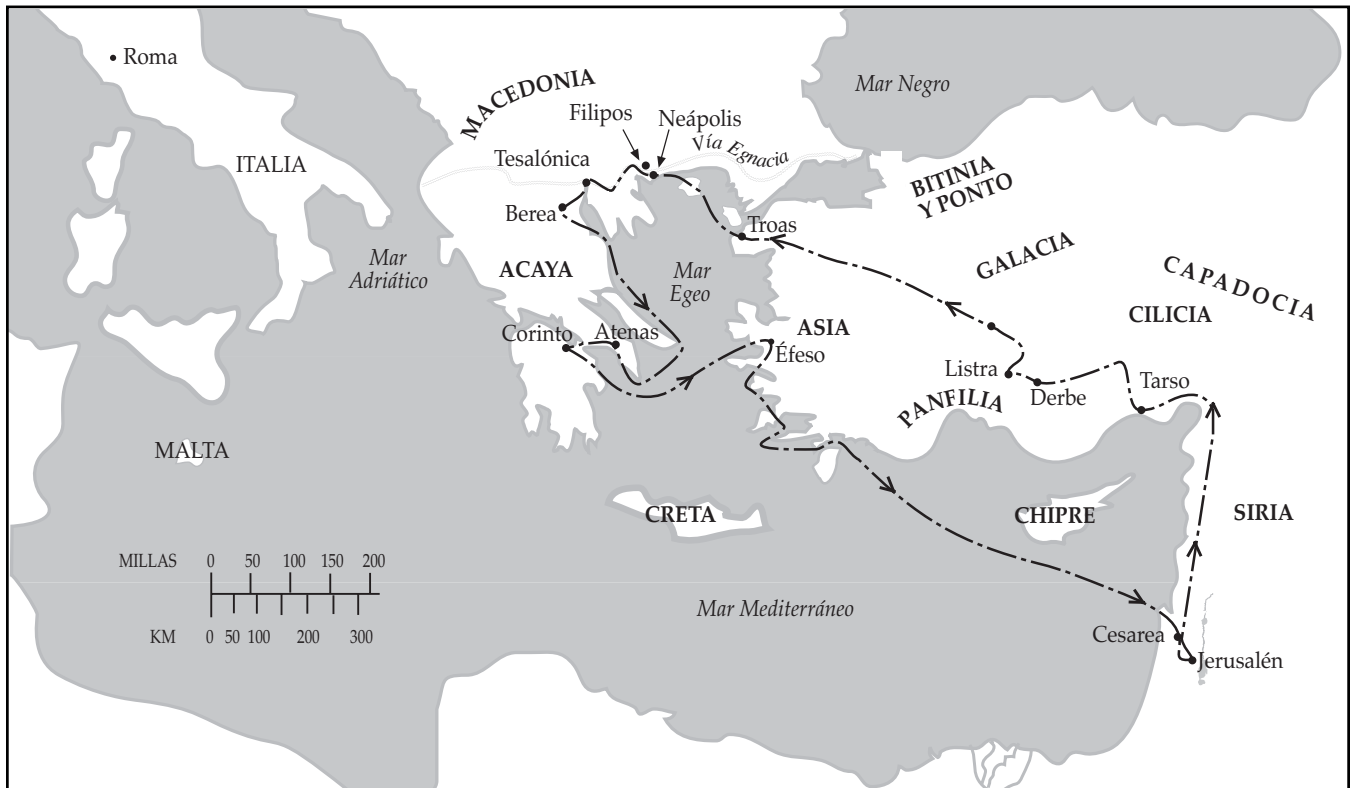 Roma
MACEDONIA
Mar Negro
Filipos
Neápolis
Vía Egnacia
Tesalónica
ITALIA
BITINIA
Y PONTO
Berea
Troas
Mar
Adriático
ACAYA
Mar
Egeo
GALACIA
CAPADOCIA
CILICIA
Corinto
Atenas
ASIA
Éfeso
Listra
Derbe
Tarso
PANFILIA
MALTA
CRETA
CHIPRE
SIRIA
MILLAS 0 50 100 150 200
KM 0 50 100 200 300
Mar Mediterráneo
Cesarea
Jerusalén